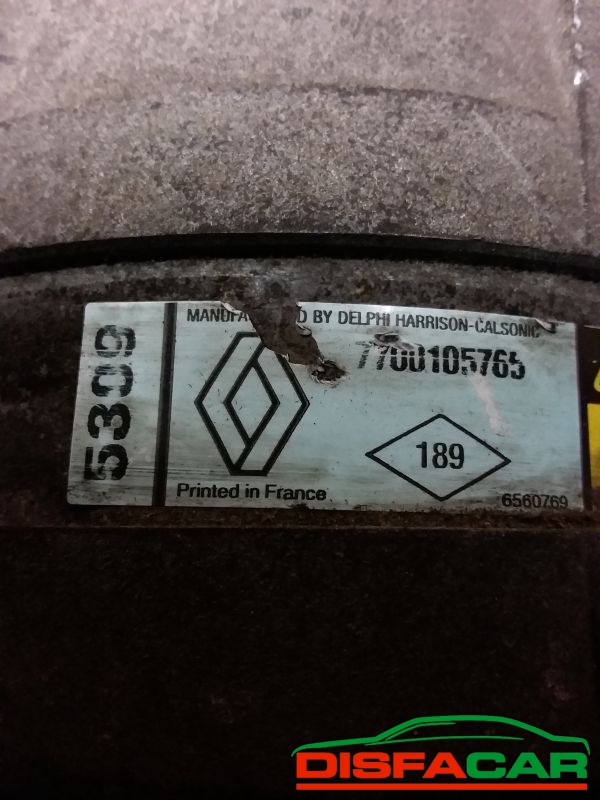 5309
MANUFA D BY DELPHI HARRISON-CALSONIC
7700105765
189
Printed in France
6560769
DISFACAR